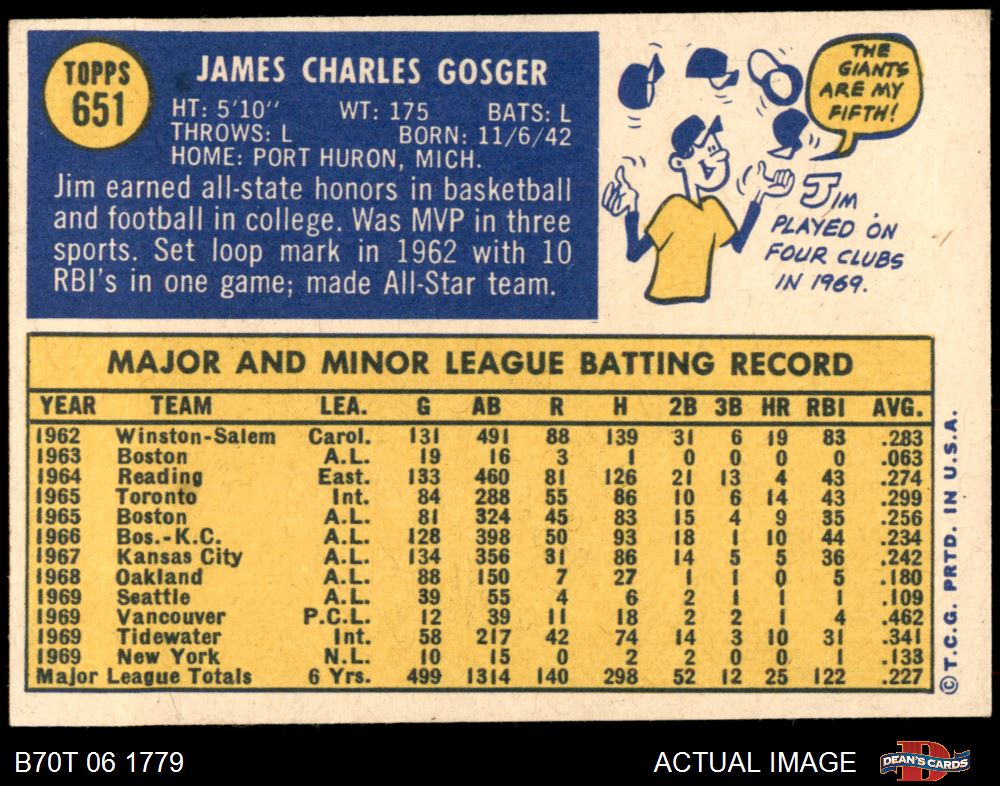 TOPPS
651
JAMES CHARLES GOSGER
HT: 5'10" WT: 175 BATS: L
THROWS: L BORN: 11/6/42
HOME: PORT HURON, MICH.
Jim earned all-state honors in basketball
and football in college. Was MVP in three
sports. Set loop mark in 1962 with 10
RBI's in one game; made All-Star team.
THE
GIANTS
ARE MY
FIFTH!
JIM
PLAYED ON
FOUR CLUBS
IN 1969.
MAJOR AND MINOR LEAGUE BATTING RECORD
YEAR TEAM LEA. G AB R H 2B 3B HR RBI AVG.
1962 Winston-Salem Carol. 131 491 88 139 31 6 19 83 .283
1963 Boston A.L. 19 16 3 1 0 0 0 0 .063
1964 Reading East. 133 460 81 126 21 13 4 43 .274
1965 Toronto Int. 84 288 55 86 10 6 14 43 .299
1965 Boston A.L. 81 324 45 83 15 4 9 35 .256
1966 Bos.-K.C. A.L. 128 398 50 93 18 1 10 44 .234
1967 Kansas City A.L. 134 356 31 86 14 5 5 36 .242
1968 Oakland A.L. 88 150 7 27 1 1 0 5 .180
1969 Seattle A.L. 39 55 4 6 2 1 1 1 .109
1969 Vancouver P.C.L. 12 39 11 18 2 2 1 4 .462
1969 Tidewater Int. 58 217 42 74 14 3 10 31 .341
1969 New York N.L. 10 15 0 2 2 0 0 1 .133
Major League Totals 6 Yrs. 499 1314 140 298 52 12 25 122 .227
© T.C.G. PRTD. IN U.S.A.
B70T 06 1779 ACTUAL IMAGE
D
DEAN'S CARDS